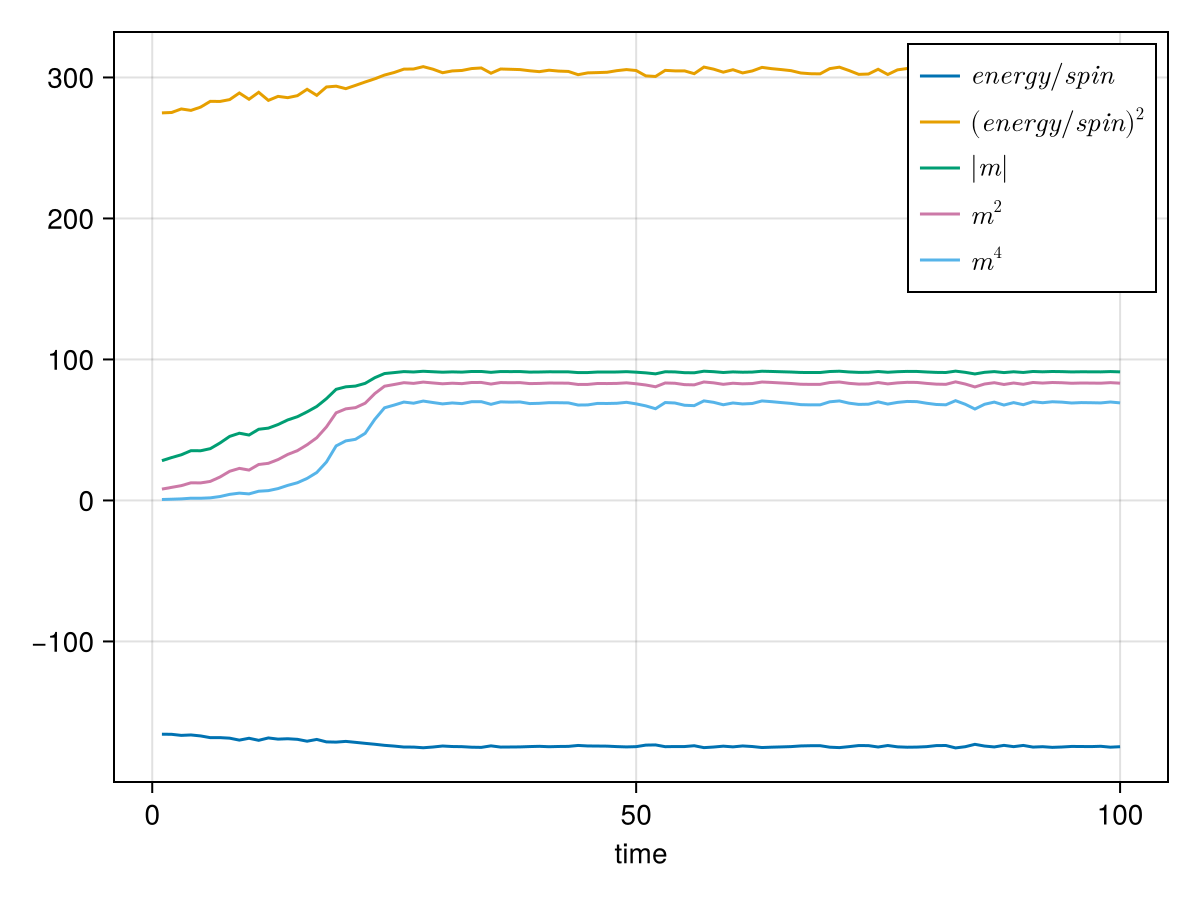 300
200
100
0
−100
0 50 100
time
energy/spin
(energy/spin)²
|m|
m²
m⁴